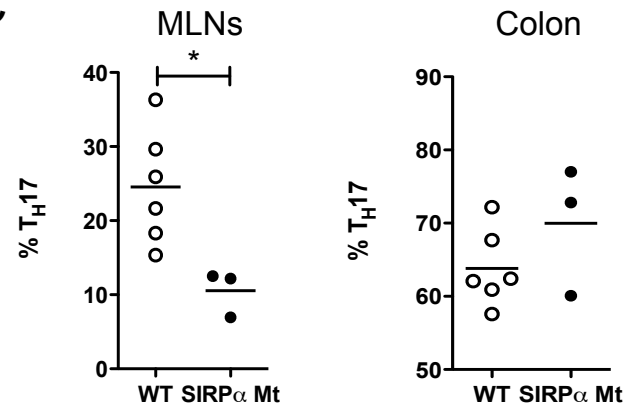 MLNs
*
40
30
20
10
0
% TH17
WT SIRPα Mt
Colon
90
80
70
60
50
% TH17
WT SIRPα Mt